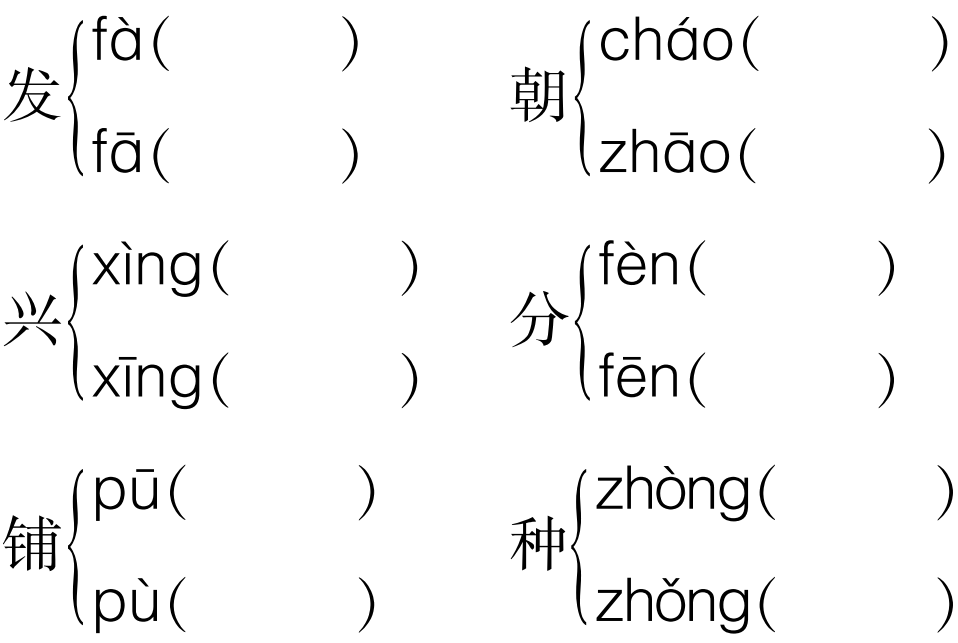 发{fà(  ) 朝{cháo(  )
fā(  ) zhāo(  )
兴{xìng(  ) 分{fèn(  )
xīng(  ) fēn(  )
铺{pū(  ) 种{zhòng(  )
pù(  ) zhǒng(  )